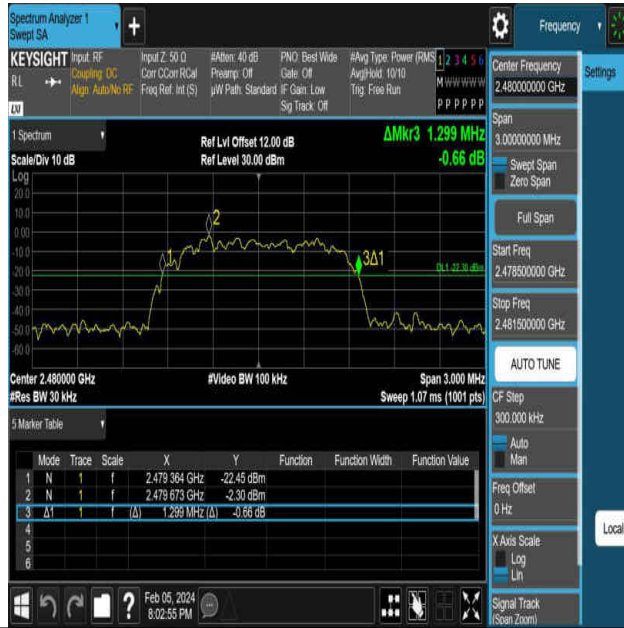 Spectrum Analyzer 1
Swept SA
+
Frequency
KEYSIGHT
RL
Input: RF
Coupling: DC
Align: Auto/No RF
Input Z: 50 Ω
Corr CCorr RCal
Freq Ref: Int (S)
#Atten: 40 dB
Preamp: Off
µW Path: Standard
PNO: Best Wide
Gate: Off
IF Gain: Low
Sig Track: Off
#Avg Type: Power (RMS
Avg|Hold: 10/10
Trig: Free Run
1 2 3 4 5 6
M W W W W W
P P P P P P
1 Spectrum
Scale/Div 10 dB
Ref Lvl Offset 12.00 dB
Ref Level 30.00 dBm
ΔMkr3 1.299 MHz
-0.66 dB
Log
20.0
10.0
0.00
-10.0
-20.0
-30.0
-40.0
-50.0
-60.0
1
2
3Δ1
DL1 -22.30 dBm
Center 2.480000 GHz
#Res BW 30 kHz
#Video BW 100 kHz
Span 3.000 MHz
Sweep 1.07 ms (1001 pts)
5 Marker Table
Mode Trace Scale X Y Function Function Width Function Value
1 N 1 f 2.479 364 GHz -22.45 dBm
2 N 1 f 2.479 673 GHz -2.30 dBm
3 Δ1 1 f (Δ) 1.299 MHz (Δ) -0.66 dB
4
5
6
Feb 05, 2024
8:02:55 PM
Center Frequency
2.480000000 GHz
Span
3.00000000 MHz
Swept Span
Zero Span
Full Span
Start Freq
2.478500000 GHz
Stop Freq
2.481500000 GHz
AUTO TUNE
CF Step
300.000 kHz
Auto
Man
Freq Offset
0 Hz
X Axis Scale
Log
Lin
Signal Track
(Span Zoom)
Settings
Local